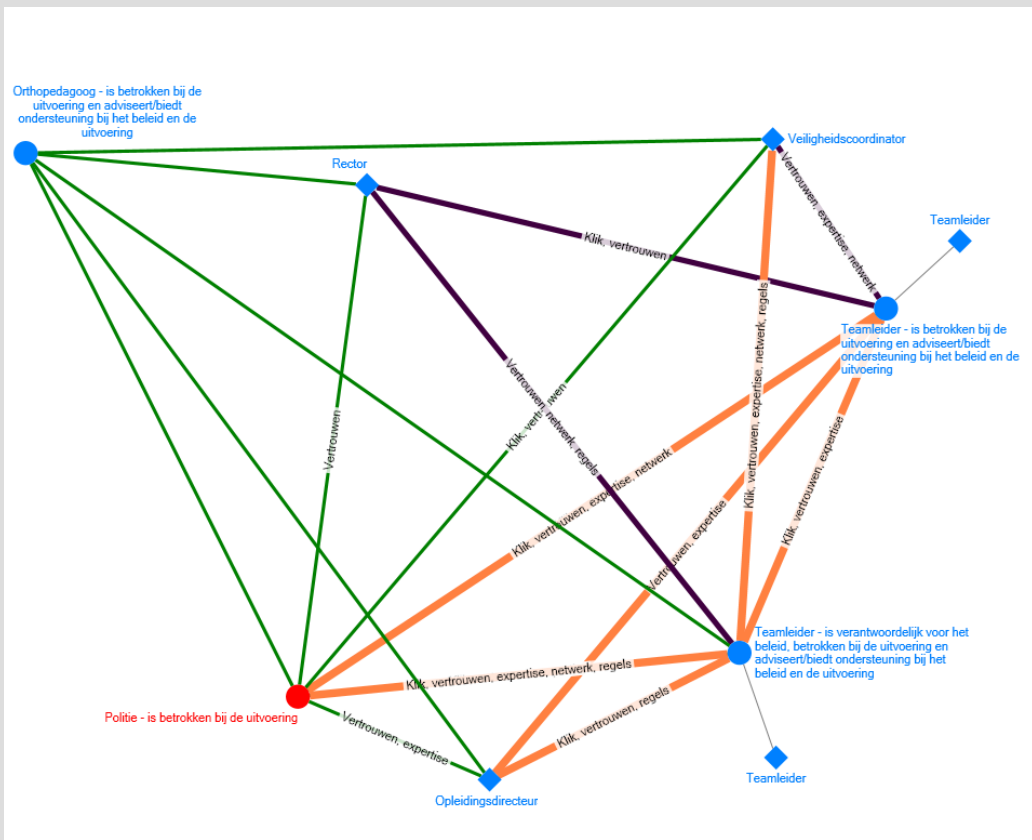 Orthopedagoog - is betrokken bij de
uitvoering en adviseert/biedt
ondersteuning bij het beleid en de
uitvoering
Veiligheidscoordinator
Rector
Vertrouwen, expertise, netwerk
Teamleider
Klik, vertrouwen
Teamleider - is betrokken bij de
uitvoering en adviseert/biedt
ondersteuning bij het beleid en de
uitvoering
Klik, vertrouwen, expertise, netwerk, regels
Vertrouwen, netwerk, regels
Klik, vertrouwen
Vertrouwen
Klik, vertrouwen, expertise
Klik, vertrouwen, expertise, netwerk
Vertrouwen, expertise
Teamleider - is verantwoordelijk voor het
beleid, betrokken bij de uitvoering en
adviseert/biedt ondersteuning bij het
beleid en de uitvoering
Klik, vertrouwen, expertise, netwerk, regels
Klik, vertrouwen, regels
Politie - is betrokken bij de uitvoering
Vertrouwen, expertise
Teamleider
Opleidingsdirecteur